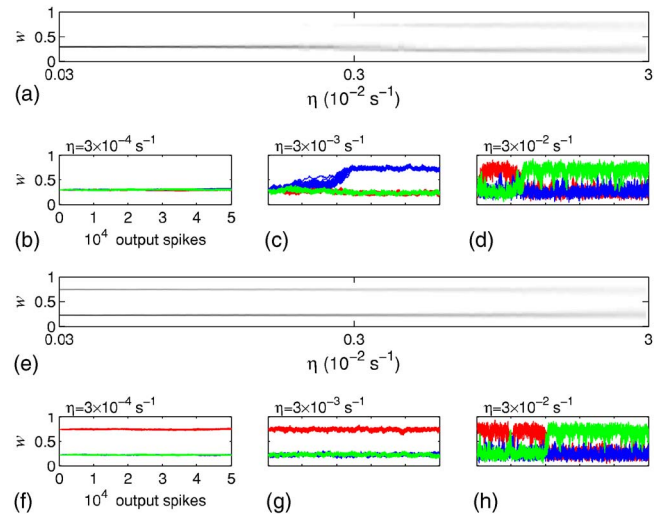 1
0.5
w
0
0.03
0.3
3
η (10⁻² s⁻¹)
(a)
η=3×10⁻⁴ s⁻¹
η=3×10⁻³ s⁻¹
η=3×10⁻² s⁻¹
1
w
0.5
0
0 1 2 3 4 5
10⁴ output spikes
(b)
(c)
(d)
1
0.5
w
0
0.03
0.3
3
η (10⁻² s⁻¹)
(e)
η=3×10⁻⁴ s⁻¹
η=3×10⁻³ s⁻¹
η=3×10⁻² s⁻¹
1
w
0.5
0
0 1 2 3 4 5
10⁴ output spikes
(f)
(g)
(h)